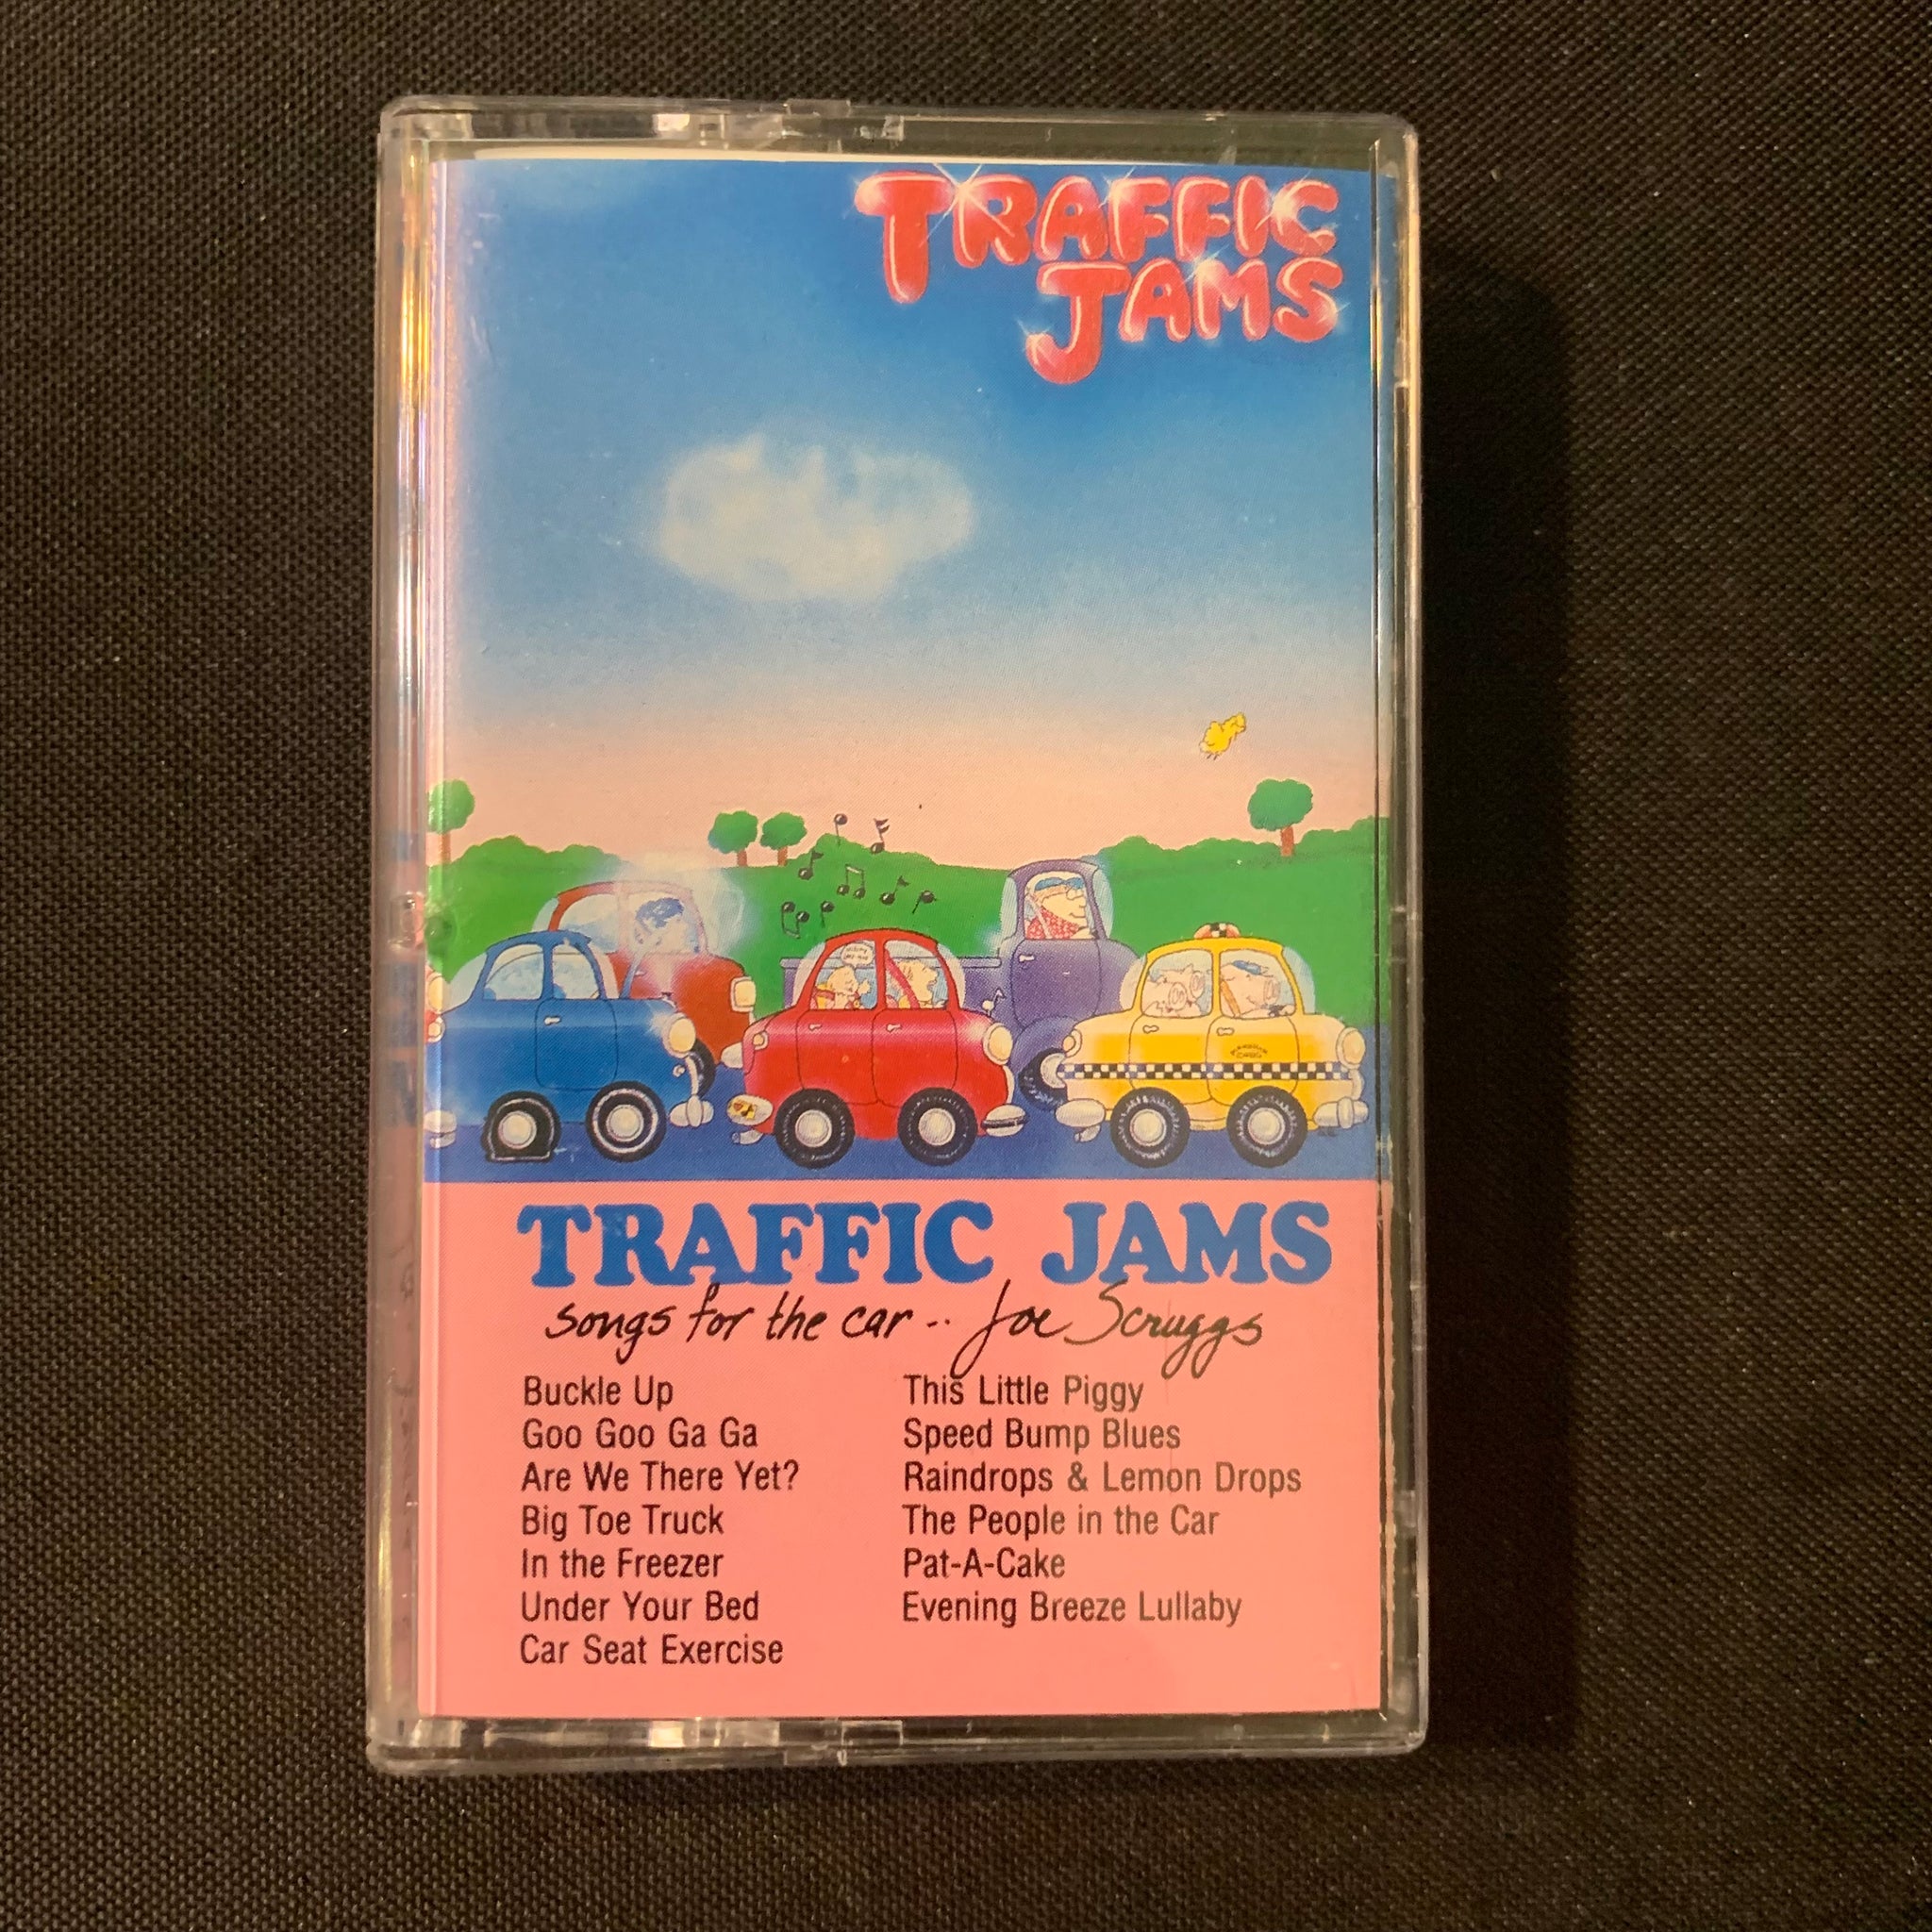 TRAFFIC
JAMS
TRAFFIC JAMS
songs for the car .. Joe Scruggs
Buckle Up
Goo Goo Ga Ga
Are We There Yet?
Big Toe Truck
In the Freezer
Under Your Bed
Car Seat Exercise
This Little Piggy
Speed Bump Blues
Raindrops & Lemon Drops
The People in the Car
Pat-A-Cake
Evening Breeze Lullaby